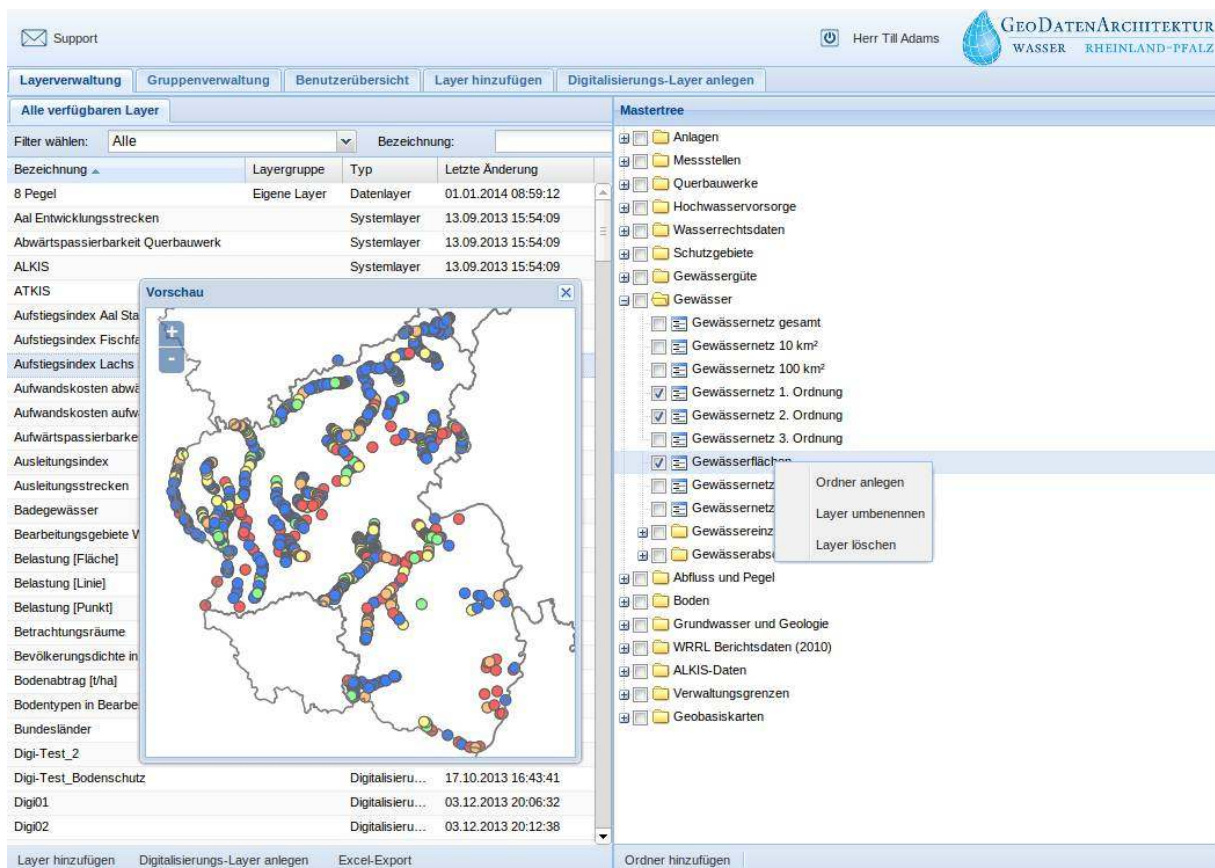 Support
Herr Till Adams
GEODATENARCHITEKTUR
WASSER RHEINLAND-PFALZ
Layerverwaltung Gruppenverwaltung Benutzerübersicht Layer hinzufügen Digitalisierungs-Layer anlegen
Alle verfügbaren Layer
Filter wählen: Alle Bezeichnung:
Bezeichnung Layergruppe Typ Letzte Änderung
8 Pegel Eigene Layer Datenlayer 01.01.2014 08:59:12
Aal Entwicklungsstrecken Systemlayer 13.09.2013 15:54:09
Abwärtspassierbarkeit Querbauwerk Systemlayer 13.09.2013 15:54:09
ALKIS Systemlayer 13.09.2013 15:54:09
ATKIS
Aufstiegsindex Aal Sta
Aufstiegsindex Fischfa
Aufstiegsindex Lachs
Aufwandskosten abwä
Aufwandskosten aufw
Aufwärtspassierbarke
Ausleitungsindex
Ausleitungsstrecken
Badegewässer
Bearbeitungsgebiete W
Belastung [Fläche]
Belastung [Linie]
Belastung [Punkt]
Betrachtungsräume
Bevölkerungsdichte in
Bodenabtrag [t/ha]
Bodentypen in Bearbe
Bundesländer
Digi-Test_2
Digi-Test_Bodenschutz Digitalisieru... 17.10.2013 16:43:41
Digi01 Digitalisieru... 03.12.2013 20:06:32
Digi02 Digitalisieru... 03.12.2013 20:12:38
Layer hinzufügen Digitalisierungs-Layer anlegen Excel-Export
Vorschau
+
-
Mastertree
Anlagen
Messstellen
Querbauwerke
Hochwasservorsorge
Wasserrechtsdaten
Schutzgebiete
Gewässergüte
Gewässer
Gewässernetz gesamt
Gewässernetz 10 km²
Gewässernetz 100 km²
Gewässernetz 1. Ordnung
Gewässernetz 2. Ordnung
Gewässernetz 3. Ordnung
Gewässerflächen
Gewässernetz
Gewässernetz
Gewässereinz
Gewässerabs
Ordner anlegen
Layer umbenennen
Layer löschen
Abfluss und Pegel
Boden
Grundwasser und Geologie
WRRL Berichtsdaten (2010)
ALKIS-Daten
Verwaltungsgrenzen
Geobasiskarten
Ordner hinzufügen